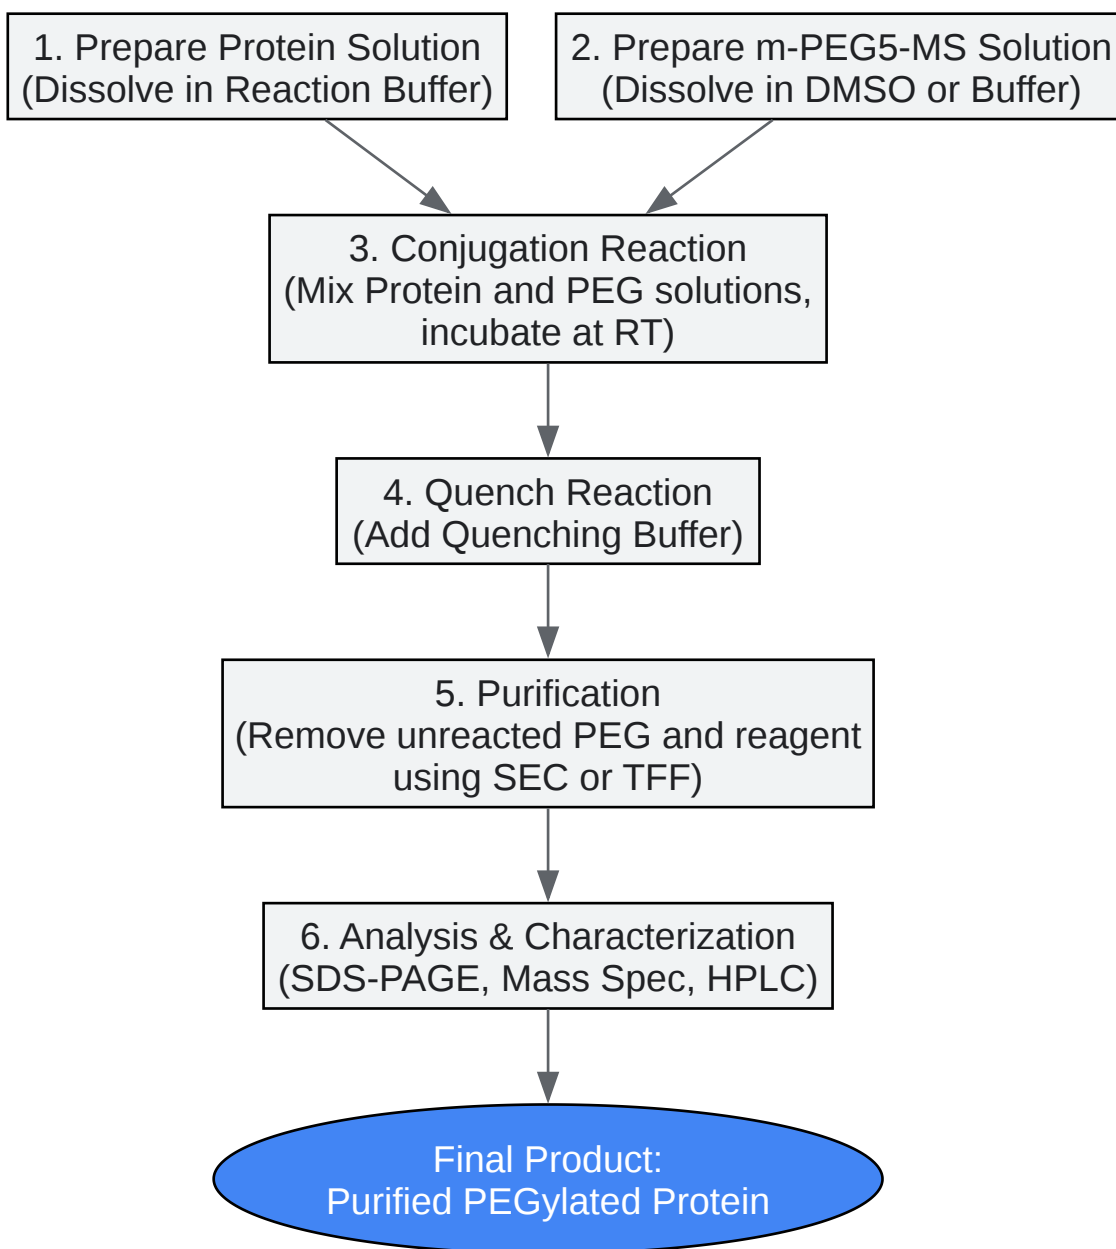 1. Prepare Protein Solution
(Dissolve in Reaction Buffer)
2. Prepare m-PEG5-MS Solution
(Dissolve in DMSO or Buffer)
3. Conjugation Reaction
(Mix Protein and PEG solutions,
incubate at RT)
4. Quench Reaction
(Add Quenching Buffer)
5. Purification
(Remove unreacted PEG and reagent
using SEC or TFF)
6. Analysis & Characterization
(SDS-PAGE, Mass Spec, HPLC)
Final Product:
Purified PEGylated Protein